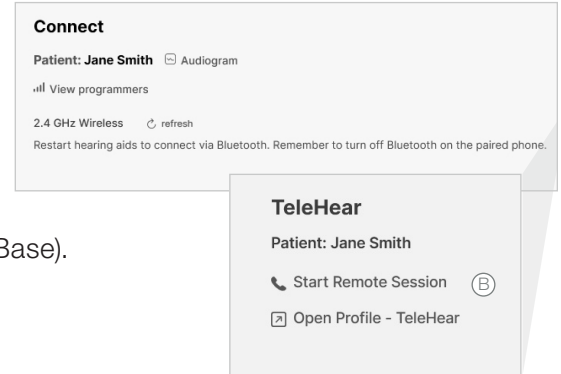 Connect
Patient: Jane Smith Audiogram
View programmers
2.4 GHz Wireless refresh
Restart hearing aids to connect via Bluetooth. Remember to turn off Bluetooth on the paired phone.
Base).
TeleHear
Patient: Jane Smith
Start Remote Session B
Open Profile - TeleHear